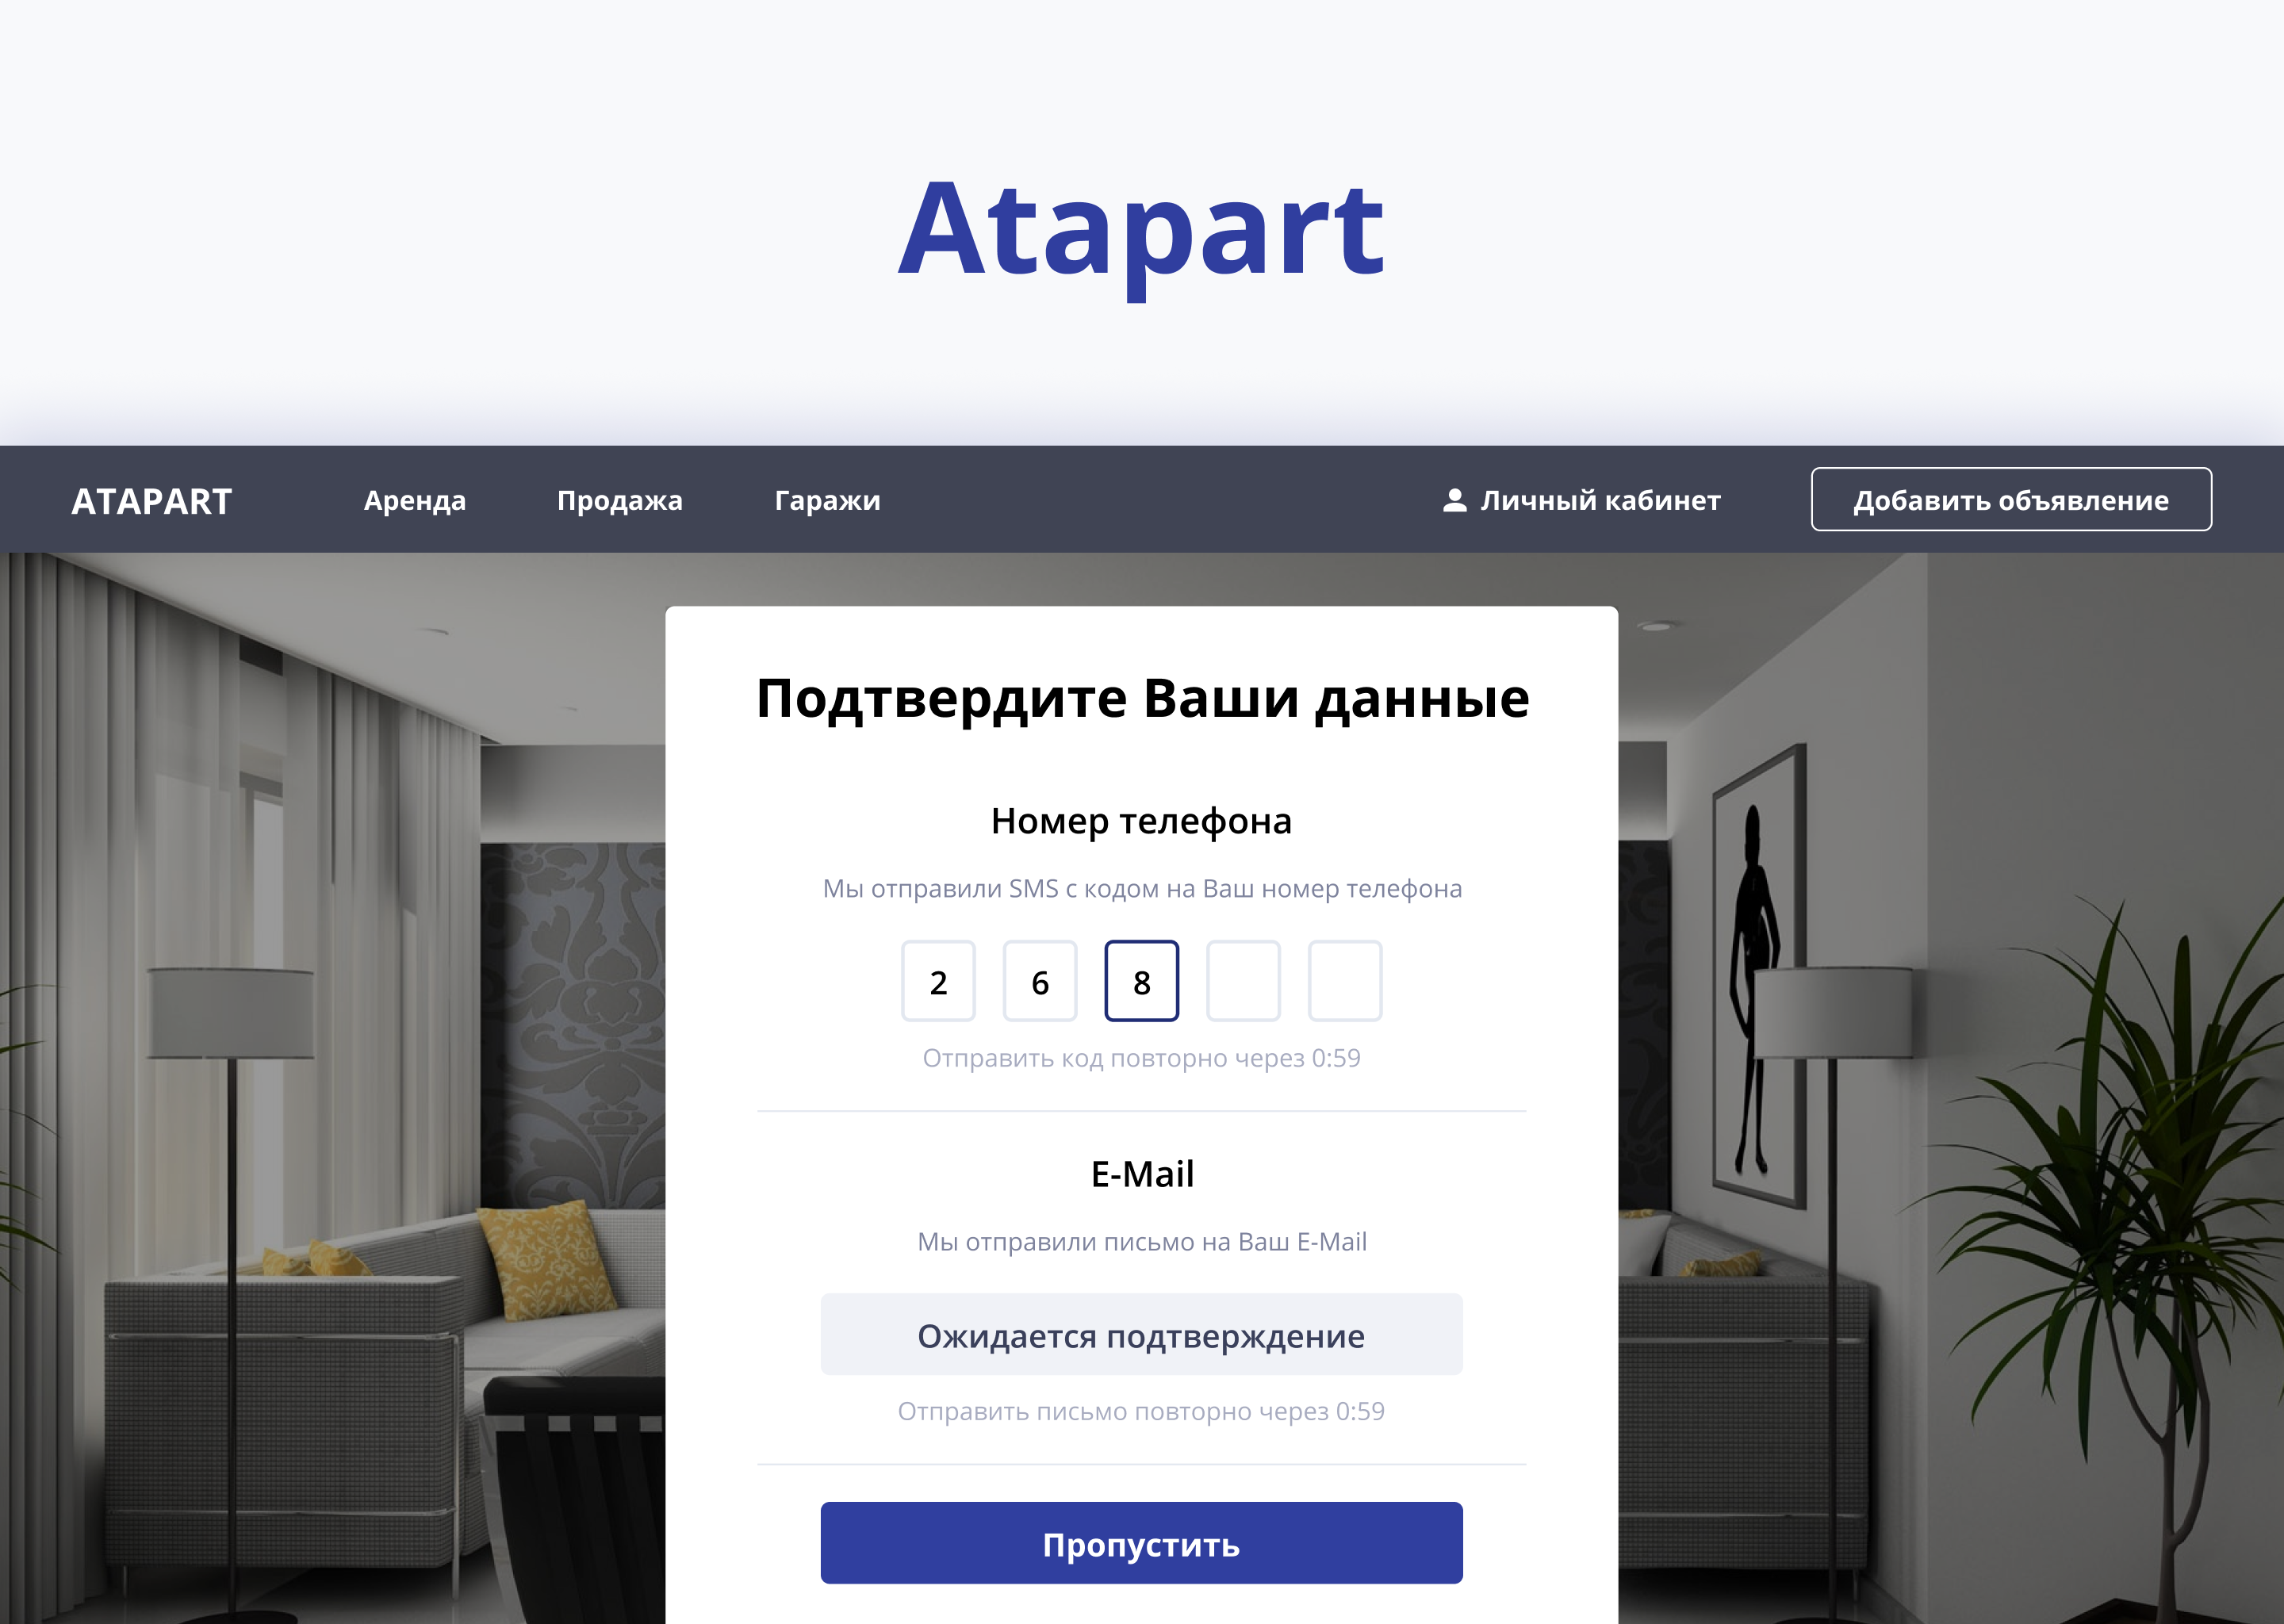 Atapart
ATAPART Аренда Продажа Гаражи Личный кабинет Добавить объявление
Подтвердите Ваши данные
Номер телефона
Мы отправили SMS с кодом на Ваш номер телефона
2 6 8
Отправить код повторно через 0:59
E-Mail
Мы отправили письмо на Ваш E-Mail
Ожидается подтверждение
Отправить письмо повторно через 0:59
Пропустить